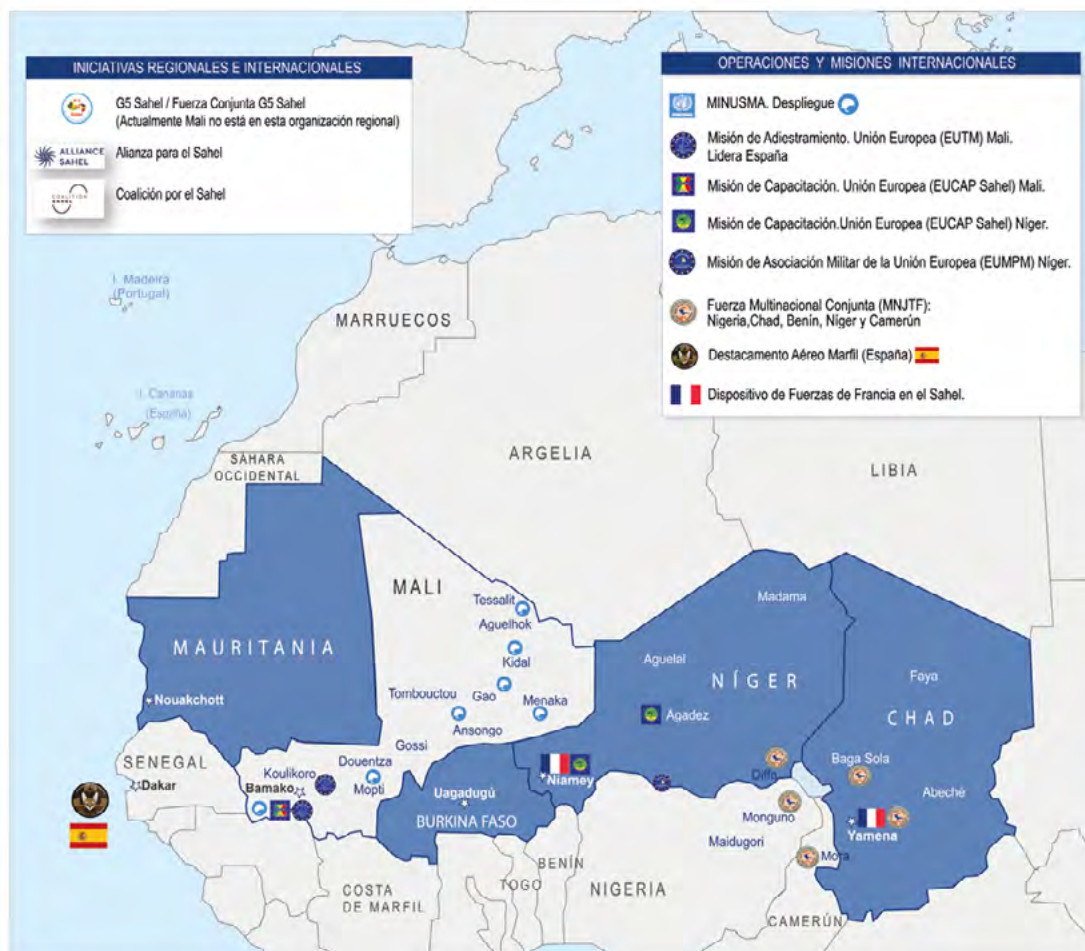 INICIATIVAS REGIONALES E INTERNACIONALES
G5 Sahel / Fuerza Conjunta G5 Sahel
(Actualmente Mali no está en esta organización regional)
ALLIANCE
SAHEL
Alianza para el Sahel
COALITION
Coalición por el Sahel
OPERACIONES Y MISIONES INTERNACIONALES
MINUSMA. Despliegue
Misión de Adiestramiento. Unión Europea (EUTM) Mali.
Lidera España
Misión de Capacitación. Unión Europea (EUCAP Sahel) Mali.
Misión de Capacitación.Unión Europea (EUCAP Sahel) Níger.
Misión de Asociación Militar de la Unión Europea (EUMPM) Níger.
Fuerza Multinacional Conjunta (MNJTF):
Nigeria,Chad, Benín, Níger y Camerún
Destacamento Aéreo Marfil (España)
Dispositivo de Fuerzas de Francia en el Sahel.
I. Madeira
(Portugal)
MARRUECOS
I. Canarias
(España)
ARGELIA
LIBIA
SÁHARA
OCCIDENTAL
MALI
Tessalit
Aguelhok
Kidal
Madama
MAURITANIA
Aguelal
NÍGER
Faya
Tombouctou
Gao
Menaka
Nouakchott
Agadez
CHAD
Ansongo
Gossi
SENEGAL
Dakar
Koulikoro
Douentza
Bamako
Mopti
Uagadugú
BURKINA FASO
Niamey
Diffa
Baga Sola
Abeché
Monguno
Yamena
Maidugori
Mora
BENÍN
TOGO
NIGERIA
COSTA
DE MARFIL
CAMERÚN